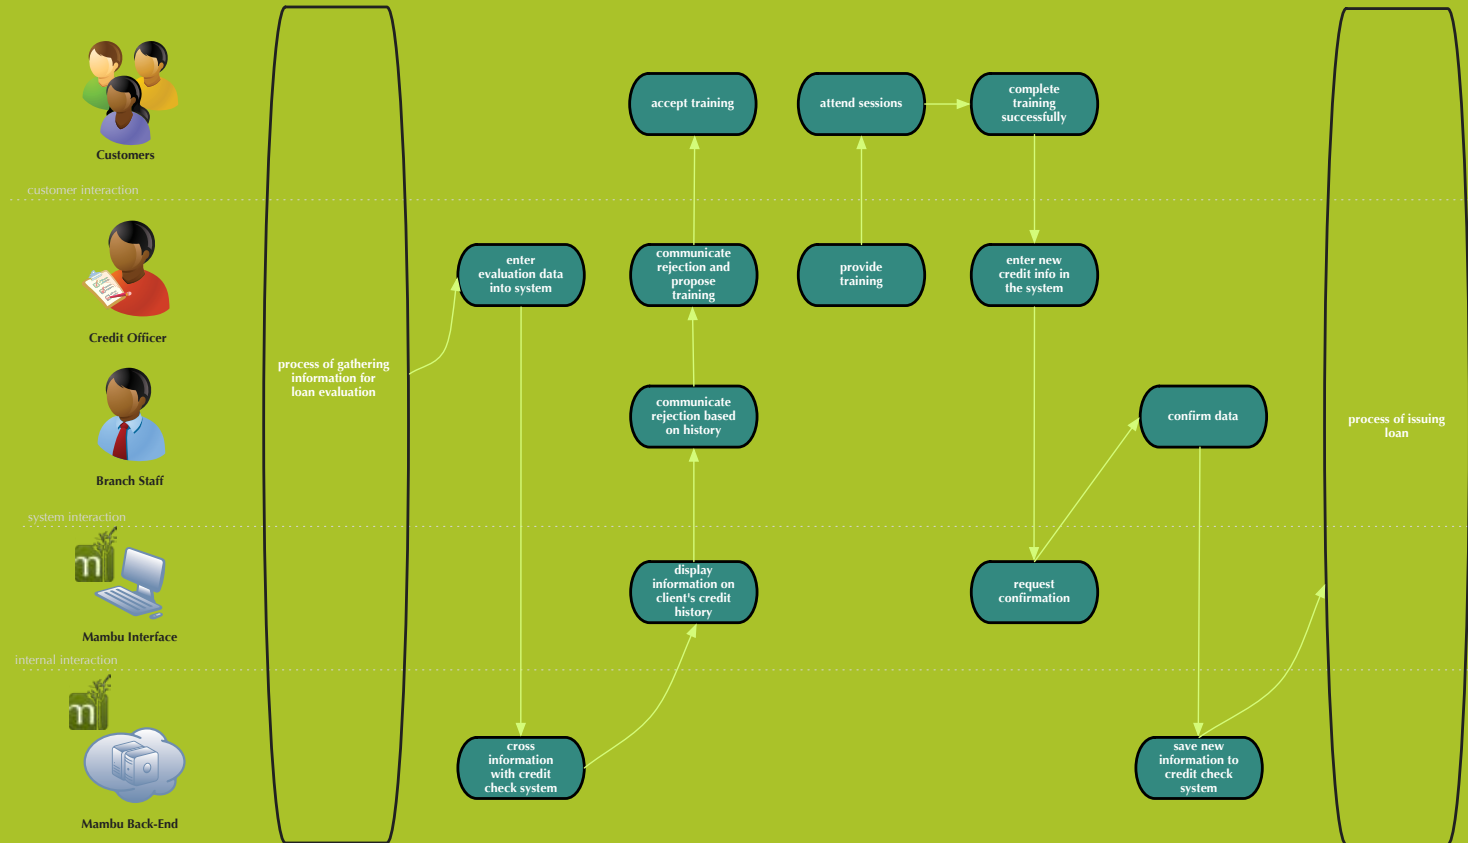 Customers
customer interaction
Credit Officer
Branch Staff
system interaction
m
Mambu Interface
internal interaction
m
Mambu Back-End
process of gathering
information for
loan evaluation
enter
evaluation data
into system
cross
information
with credit
check system
display
information on
client's credit
history
communicate
rejection based
on history
communicate
rejection and
propose
training
accept training
provide
training
attend sessions
complete
training
successfully
enter new
credit info in
the system
request
confirmation
confirm data
save new
information to
credit check
system
process of issuing
loan